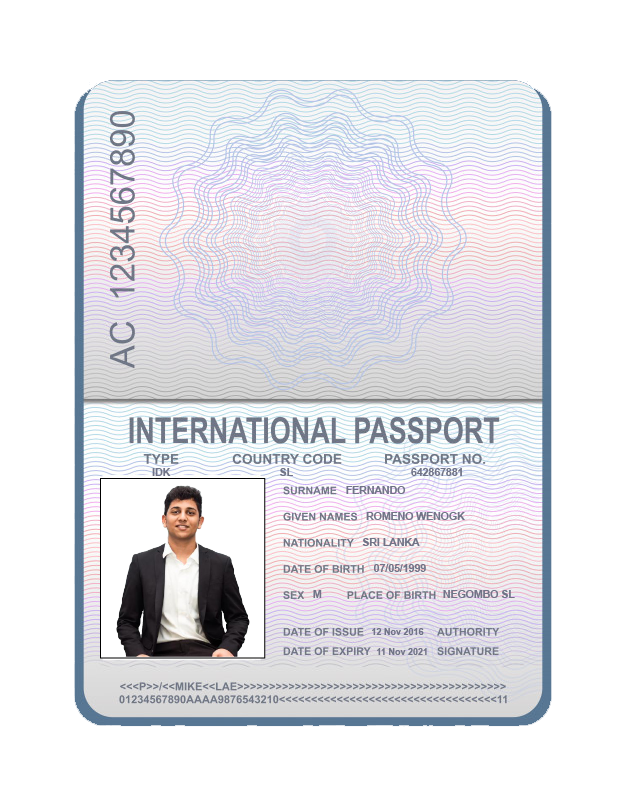 AC 1234567890
INTERNATIONAL PASSPORT
TYPE COUNTRY CODE PASSPORT NO.
IDK SL 642867881
SURNAME FERNANDO
GIVEN NAMES ROMENO WENOGK
NATIONALITY SRI LANKA
DATE OF BIRTH 07/05/1999
SEX M PLACE OF BIRTH NEGOMBO SL
DATE OF ISSUE 12 Nov 2016 AUTHORITY
DATE OF EXPIRY 11 Nov 2021 SIGNATURE
<<<P>>/<<MIKE<<LAE>>>>>>>>>>>>>>>>>>>>>>>>>>>>>>>>>>>>>>>>>>
01234567890AAAA9876543210<<<<<<<<<<<<<<<<<<<<<<<<<<<<<<<<<<11